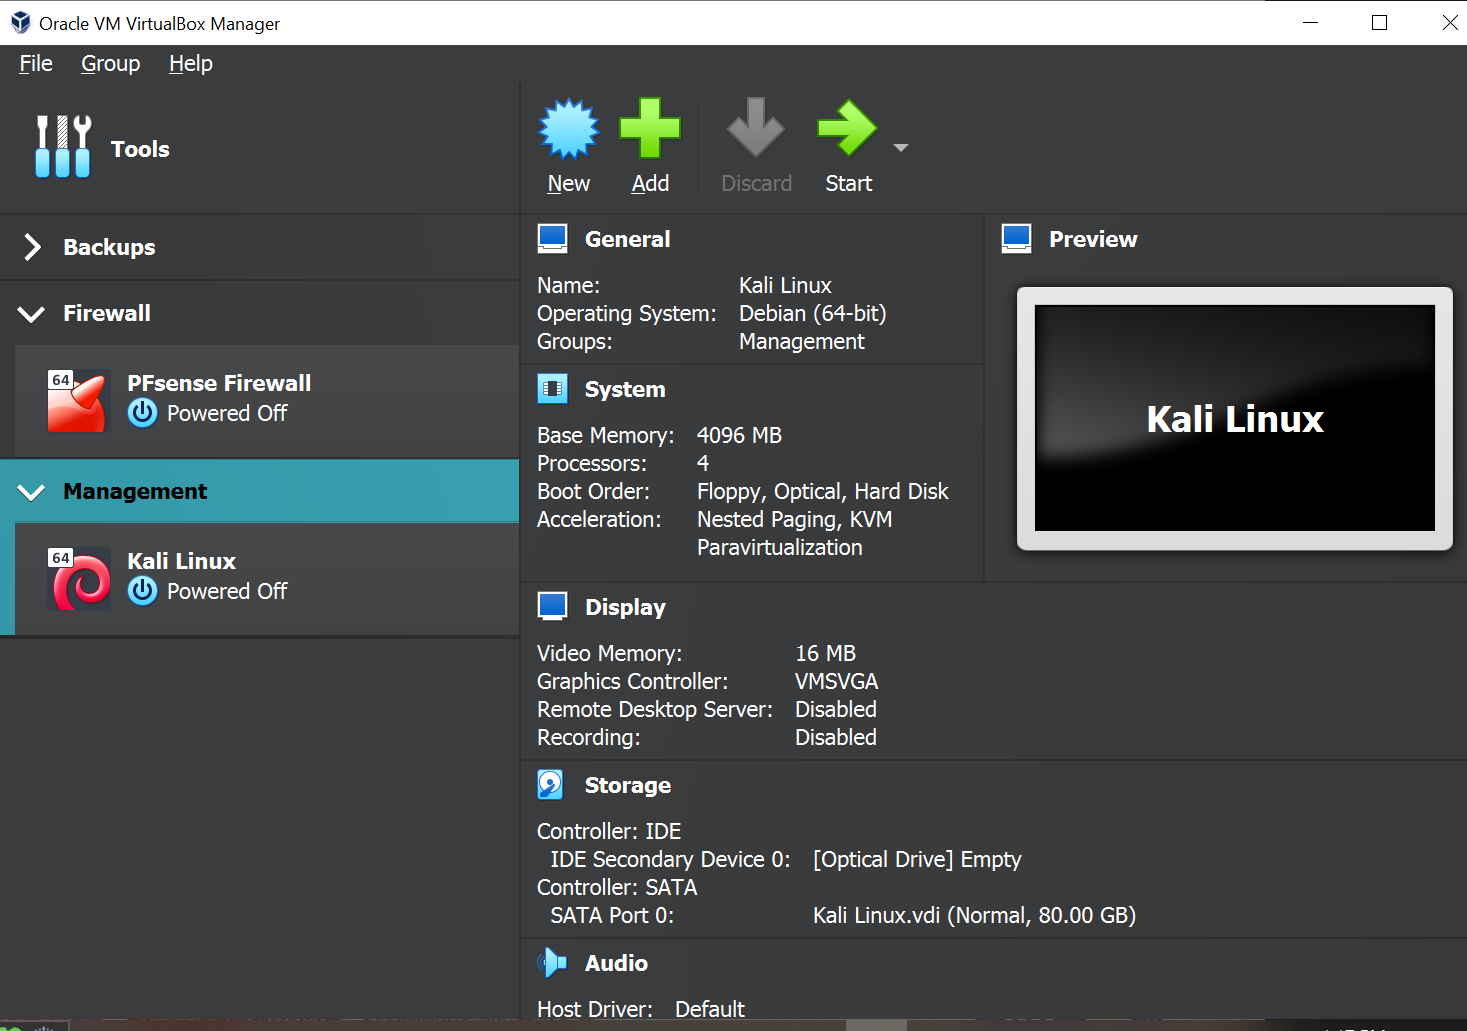 Oracle VM VirtualBox Manager
File Group Help
Tools
New Add Discard Start
Backups
Firewall
64
PFsense Firewall
Powered Off
Management
64
Kali Linux
Powered Off
General
Name: Kali Linux
Operating System: Debian (64-bit)
Groups: Management
System
Base Memory: 4096 MB
Processors: 4
Boot Order: Floppy, Optical, Hard Disk
Acceleration: Nested Paging, KVM
Paravirtualization
Preview
Kali Linux
Display
Video Memory: 16 MB
Graphics Controller: VMSVGA
Remote Desktop Server: Disabled
Recording: Disabled
Storage
Controller: IDE
IDE Secondary Device 0: [Optical Drive] Empty
Controller: SATA
SATA Port 0: Kali Linux.vdi (Normal, 80.00 GB)
Audio
Host Driver: Default